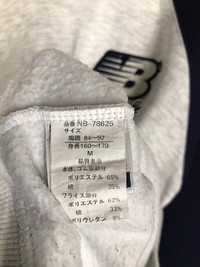 NB
品番 NB-78625
サイズ
胸囲 84〜92
身長160〜170
M
品質表示
本体、ゴム編部分
ポリエステル 65%
綿 35%
フライス部分
ポリエステル 62%
綿 33%
ポリウレタン 5%